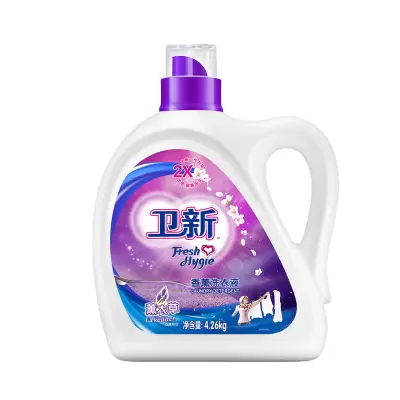 2X
卫新
Fresh
Hygie
香薰洗衣液
LAUNDRY DETERGENT
薰衣草
Lavender
净含量: 4.26kg